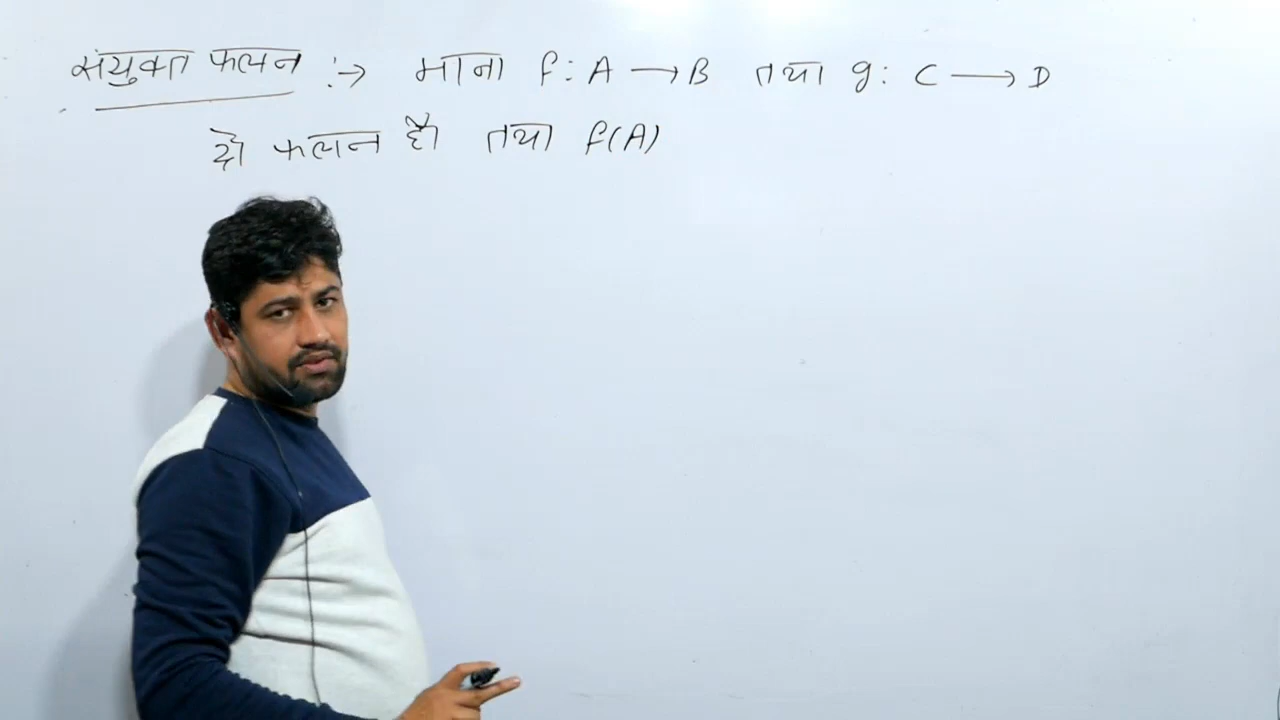 संयुक्त फलन :→ माना f: A → B तथा g: C → D
दो फलन है तथा f(A)